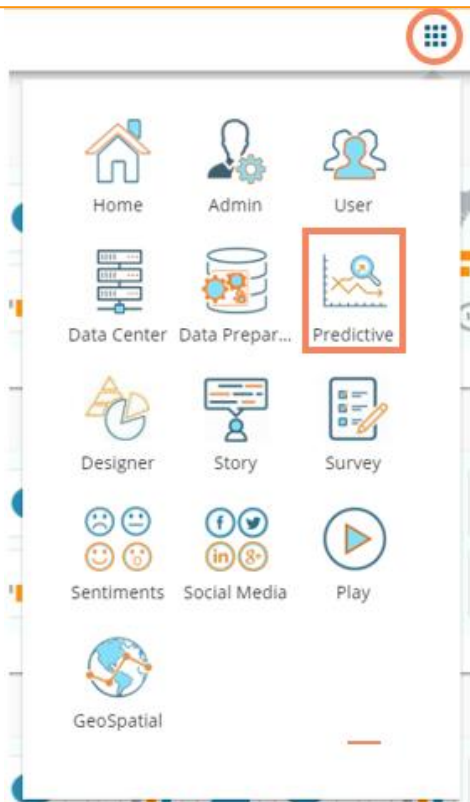 Home Admin User
Data Center Data Prepar... Predictive
Designer Story Survey
Sentiments Social Media Play
GeoSpatial